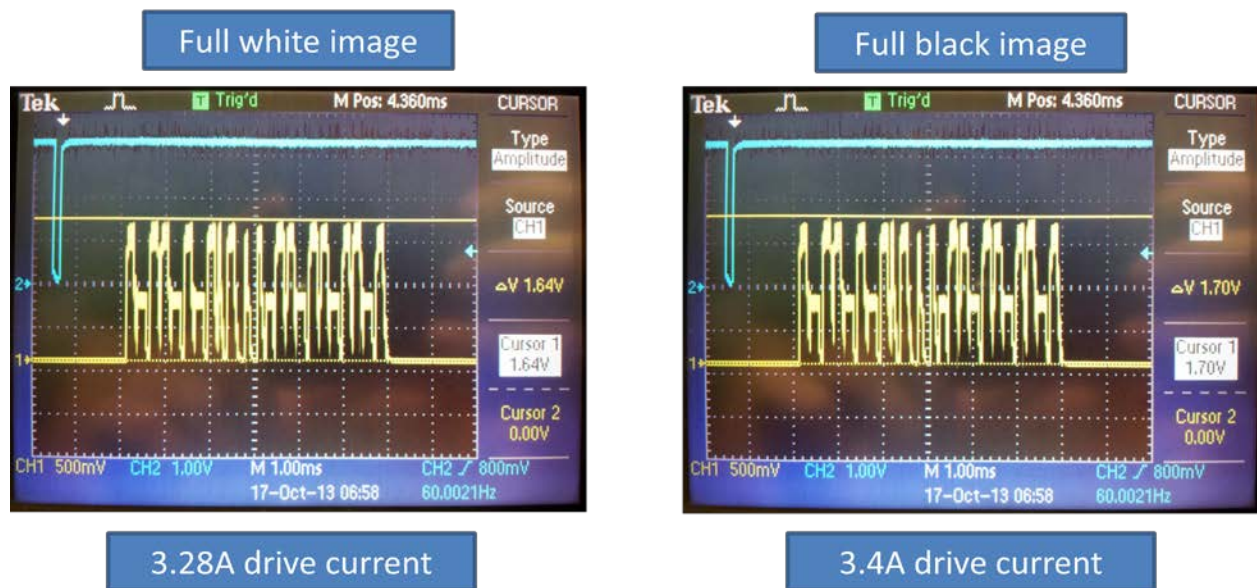 Full white image
Full black image
Tek T Trig'd M Pos: 4.360ms CURSOR
Type
Amplitude
Source
CH1
2
△V 1.64V
Cursor 1
1.64V
1
Cursor 2
0.00V
CH1 500mV CH2 1.00V M 1.00ms CH2 800mV
17-Oct-13 06:58 60.0021Hz
Tek T Trig'd M Pos: 4.360ms CURSOR
Type
Amplitude
Source
CH1
2
△V 1.70V
Cursor 1
1.70V
1
Cursor 2
0.00V
CH1 500mV CH2 1.00V M 1.00ms CH2 800mV
17-Oct-13 06:58 60.0021Hz
3.28A drive current
3.4A drive current